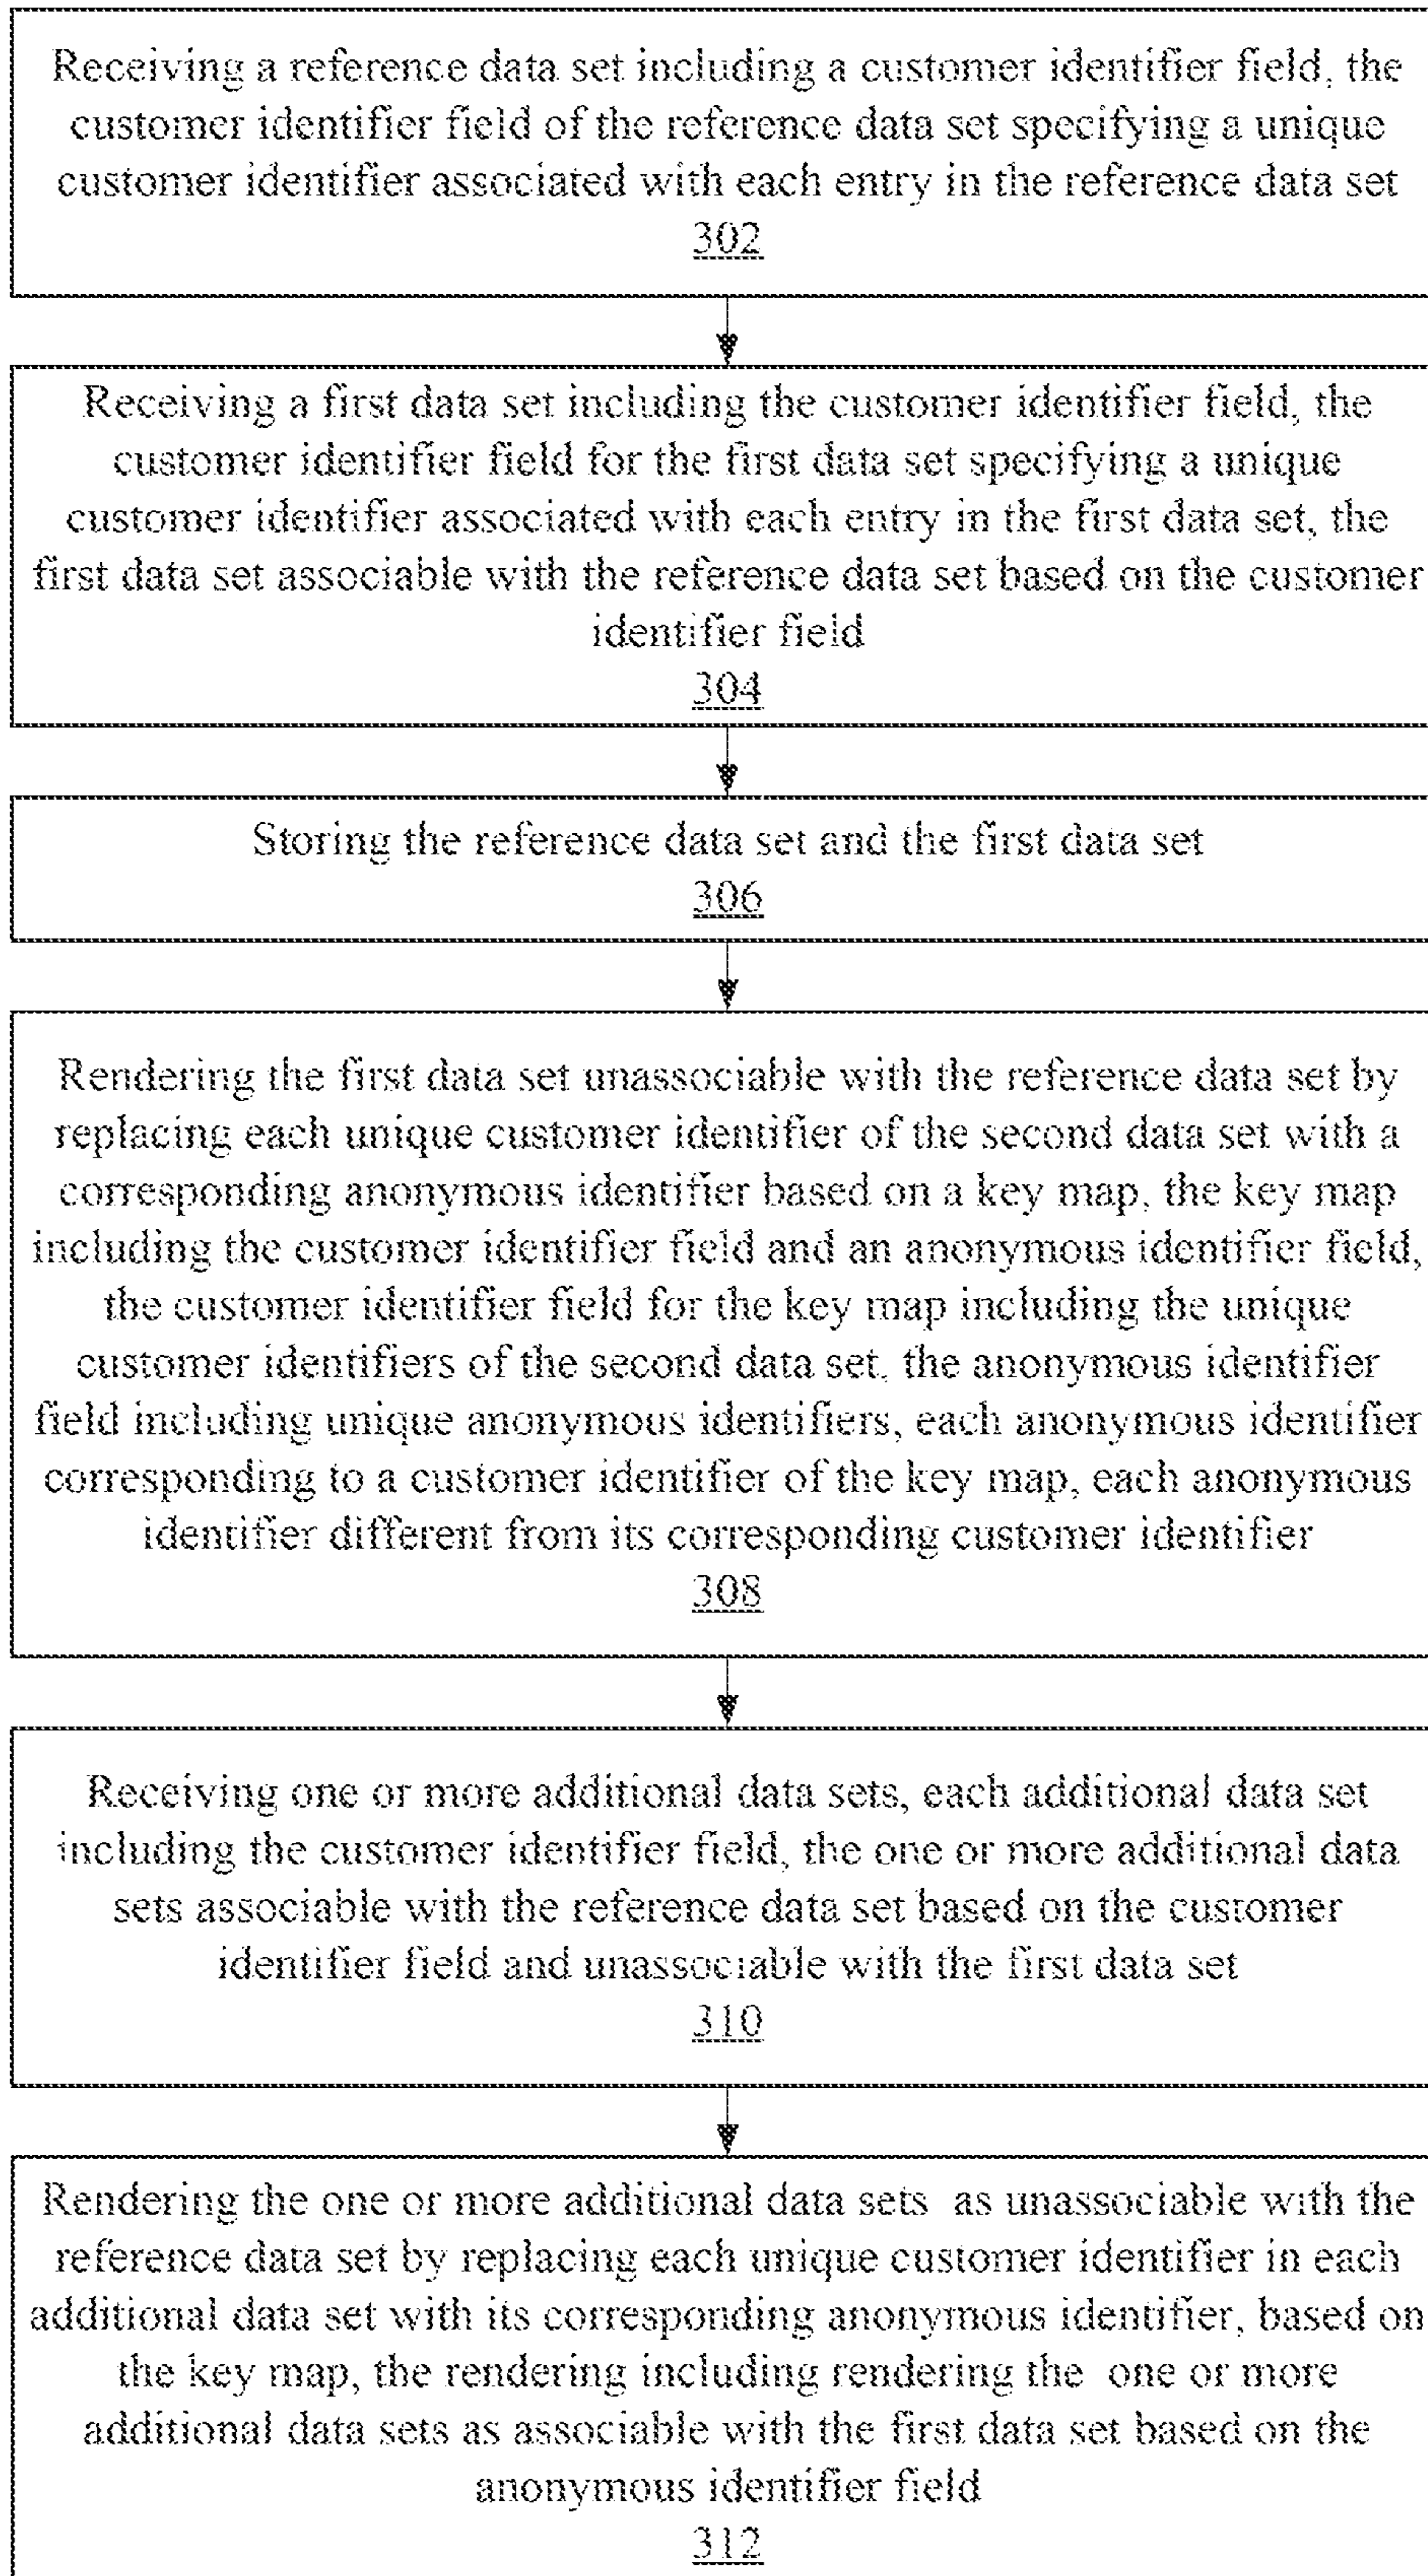 Receiving a reference data set including a customer identifier field, the
customer identifier field of the reference data set specifying a unique
customer identifier associated with each entry in the reference data set
302
Receiving a first data set including the customer identifier field, the
customer identifier field for the first data set specifying a unique
customer identifier associated with each entry in the first data set, the
first data set associable with the reference data set based on the customer
identifier field
304
Storing the reference data set and the first data set
306
Rendering the first data set unassociable with the reference data set by
replacing each unique customer identifier of the second data set with a
corresponding anonymous identifier based on a key map, the key map
including the customer identifier field and an anonymous identifier field,
the customer identifier field for the key map including the unique
customer identifiers of the second data set, the anonymous identifier
field including unique anonymous identifiers, each anonymous identifier
corresponding to a customer identifier of the key map, each anonymous
identifier different from its corresponding customer identifier
308
Receiving one or more additional data sets, each additional data set
including the customer identifier field, the one or more additional data
sets associable with the reference data set based on the customer
identifier field and unassociable with the first data set
310
Rendering the one or more additional data sets as unassociable with the
reference data set by replacing each unique customer identifier in each
additional data set with its corresponding anonymous identifier, based on
the key map, the rendering including rendering the one or more
additional data sets as associable with the first data set based on the
anonymous identifier field
312